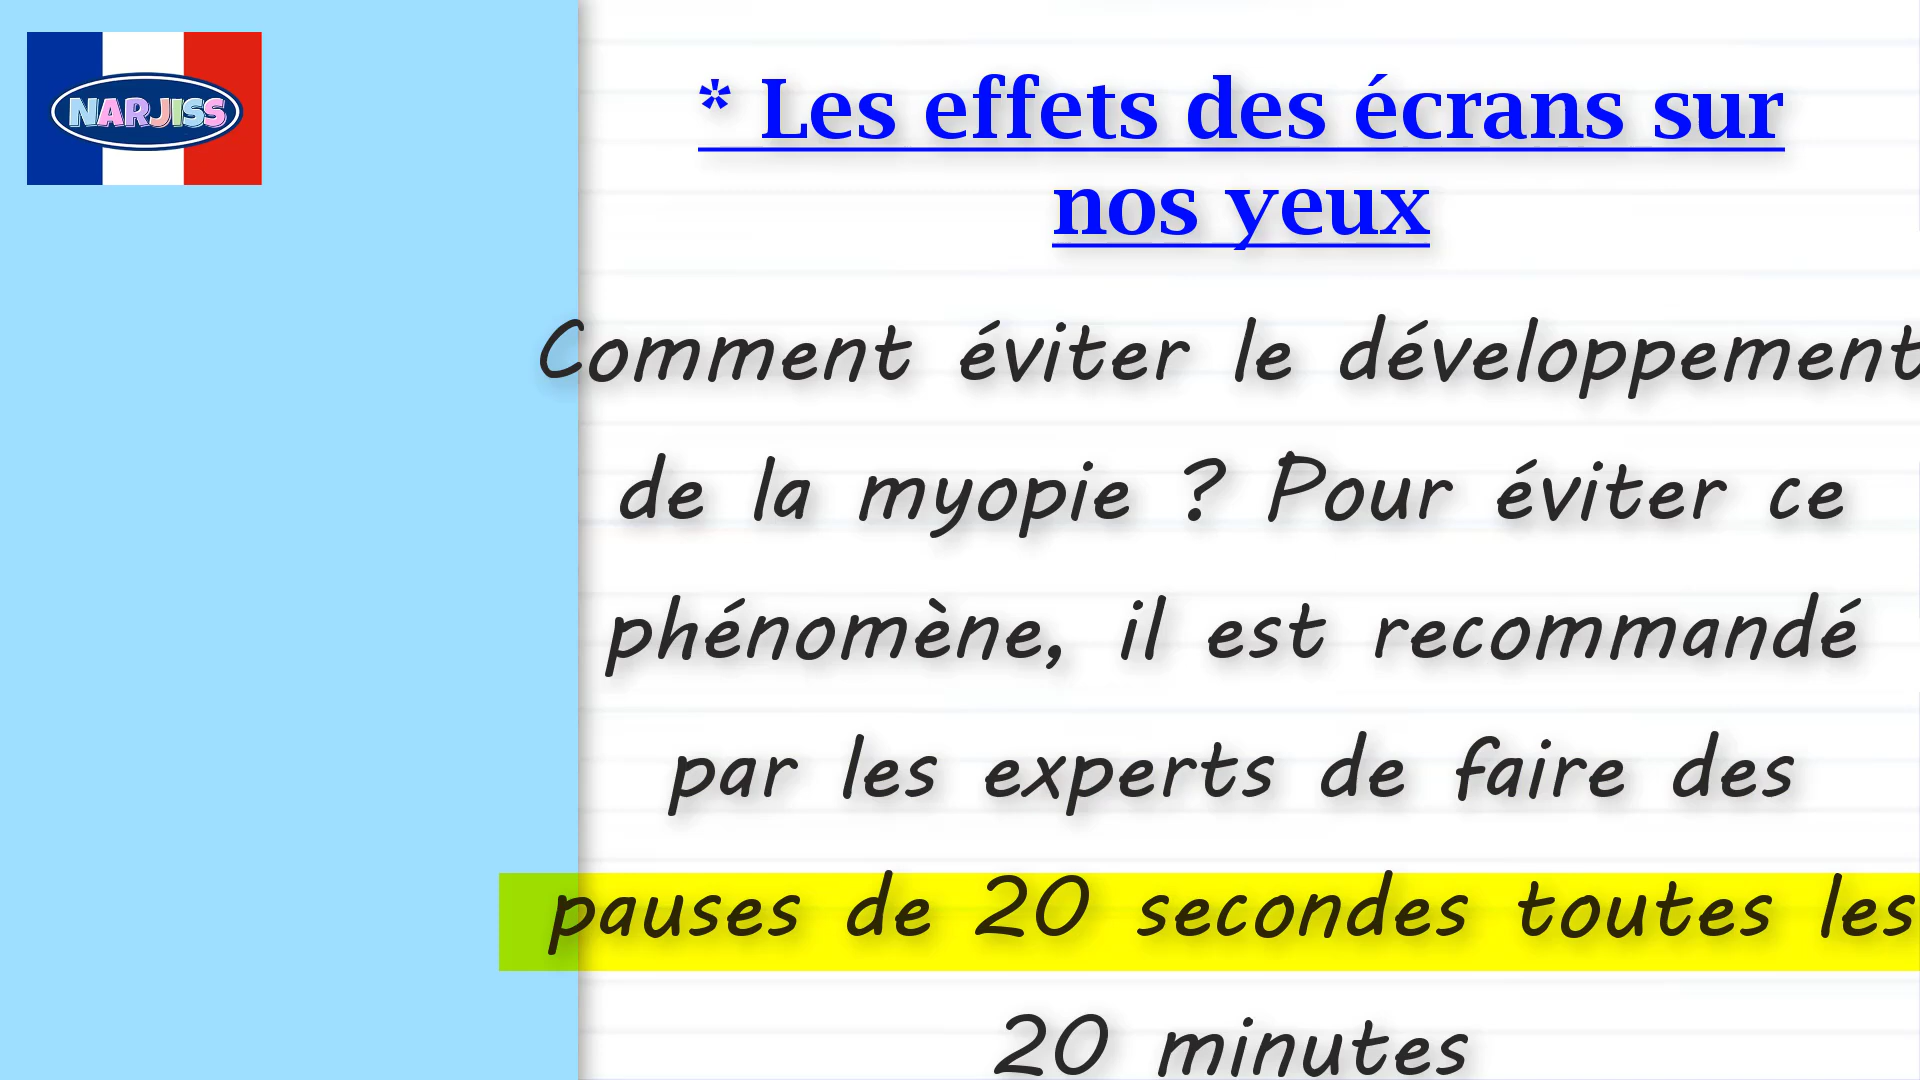 NARJISS
* Les effets des écrans sur
nos yeux
Comment éviter le développement
de la myopie ? Pour éviter ce
phénomène, il est recommandé
par les experts de faire des
pauses de 20 secondes toutes les
20 minutes